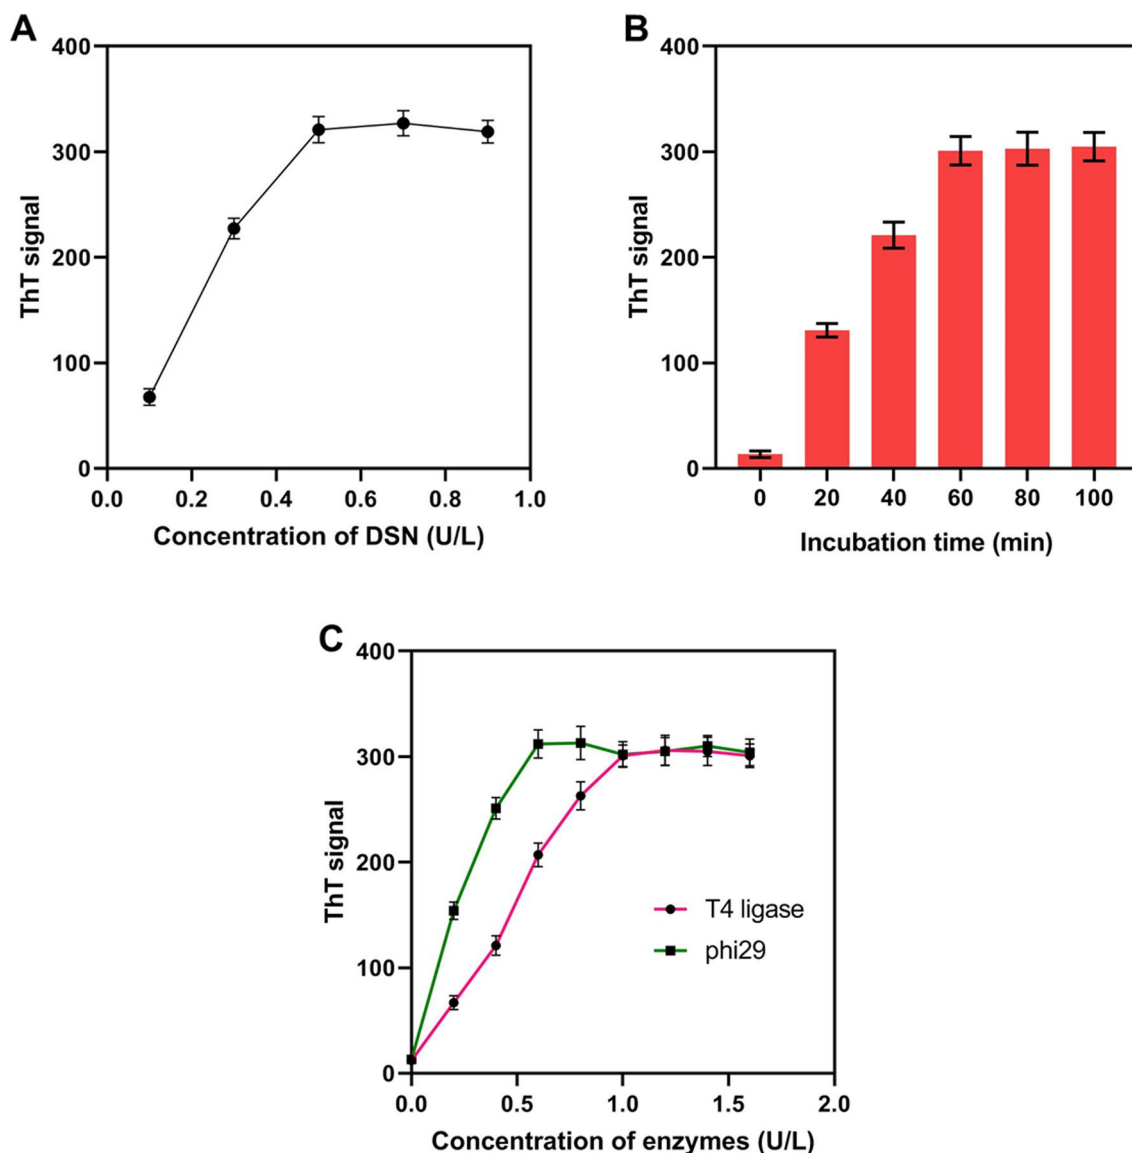 A
400
300
200
100
0
ThT signal
0.0 0.2 0.4 0.6 0.8 1.0
Concentration of DSN (U/L)
B
400
300
200
100
0
ThT signal
0 20 40 60 80 100
Incubation time (min)
C
400
300
200
100
0
ThT signal
T4 ligase
phi29
0.0 0.5 1.0 1.5 2.0
Concentration of enzymes (U/L)